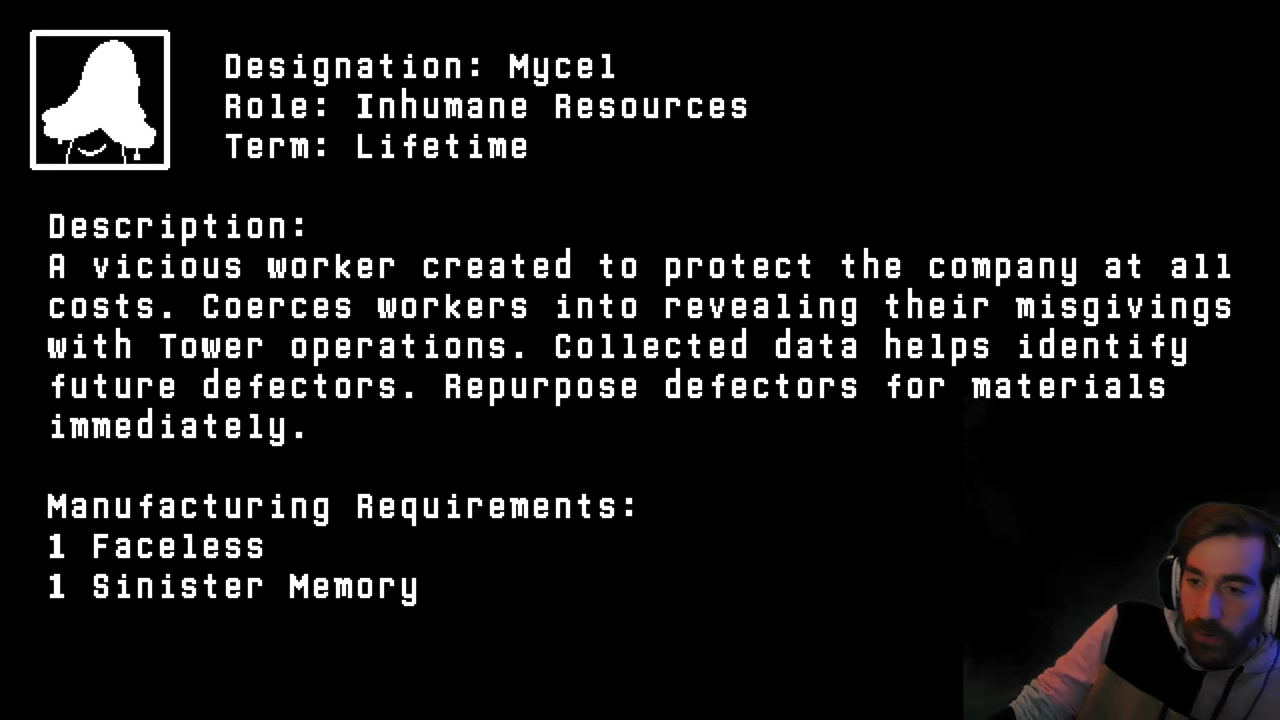 Designation: Mycel
Role: Inhumane Resources
Term: Lifetime
Description:
A vicious worker created to protect the company at all
costs. Coerces workers into revealing their misgivings
with Tower operations. Collected data helps identify
future defectors. Repurpose defectors for materials
immediately.
Manufacturing Requirements:
1 Faceless
1 Sinister Memory